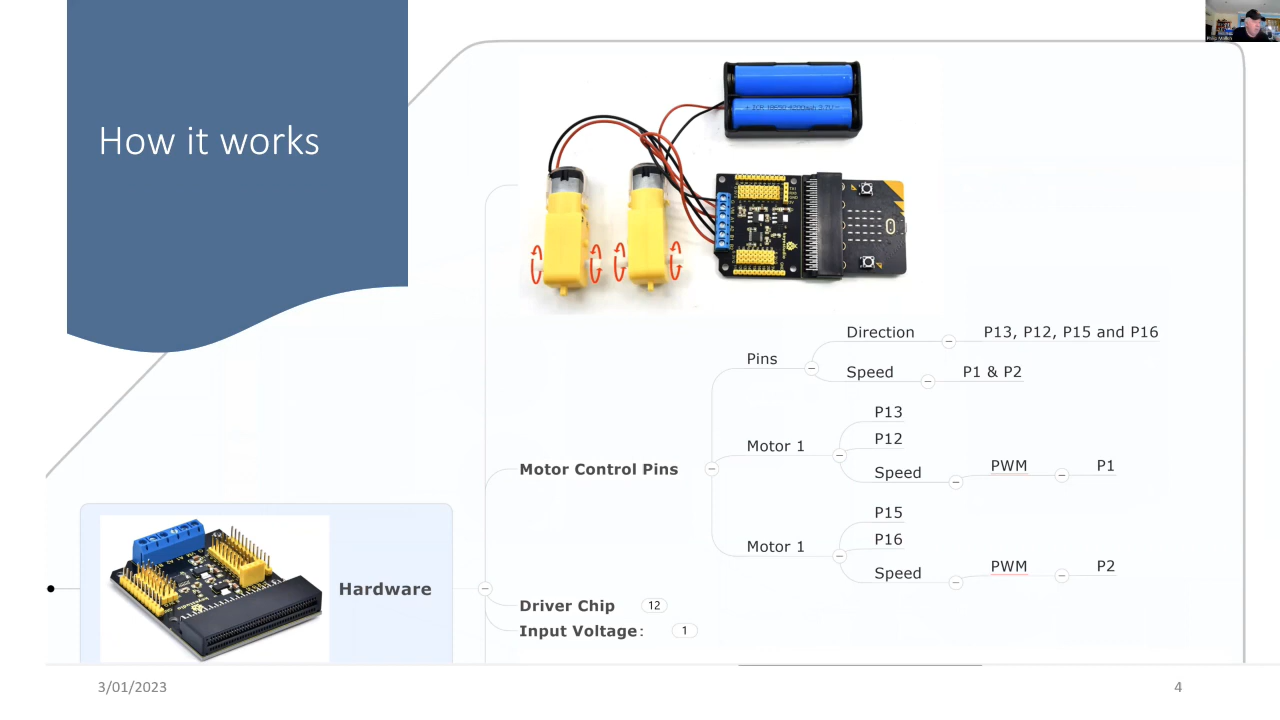 How it works
Direction
P13, P12, P15 and P16
Pins
Speed
P1 & P2
P13
Motor 1
P12
Speed
PWM
P1
Motor Control Pins
P15
Motor 1
P16
Speed
PWM
P2
Hardware
Driver Chip
12
Input Voltage:
1
3/01/2023
4